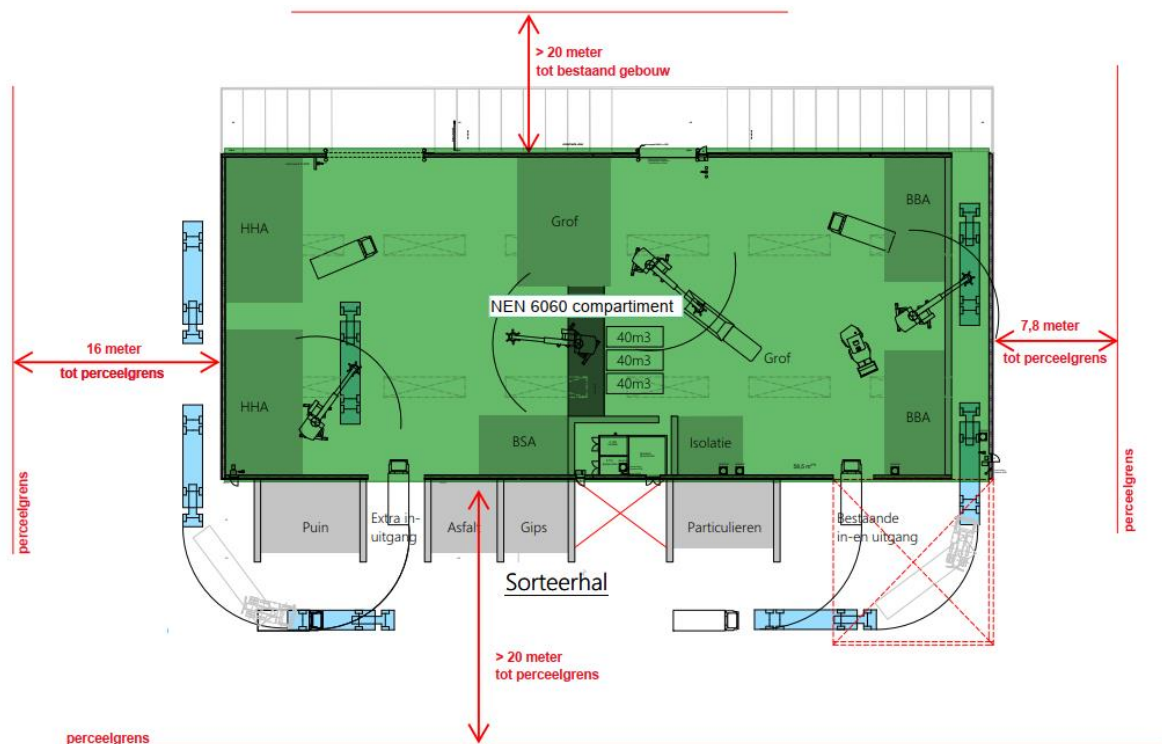 > 20 meter
tot bestaand gebouw
HHA
Grof
BBA
NEN 6060 compartiment
16 meter
tot perceelgrens
7,8 meter
tot perceelgrens
40m3
40m3
40m3
Grof
HHA
BSA
Isolatie
BBA
perceelgrens
perceelgrens
Puin
Extra in-
uitgang
Asfalt
Gips
Particulieren
Bestaande
in-en uitgang
Sorteerhal
> 20 meter
tot perceelgrens
perceelgrens